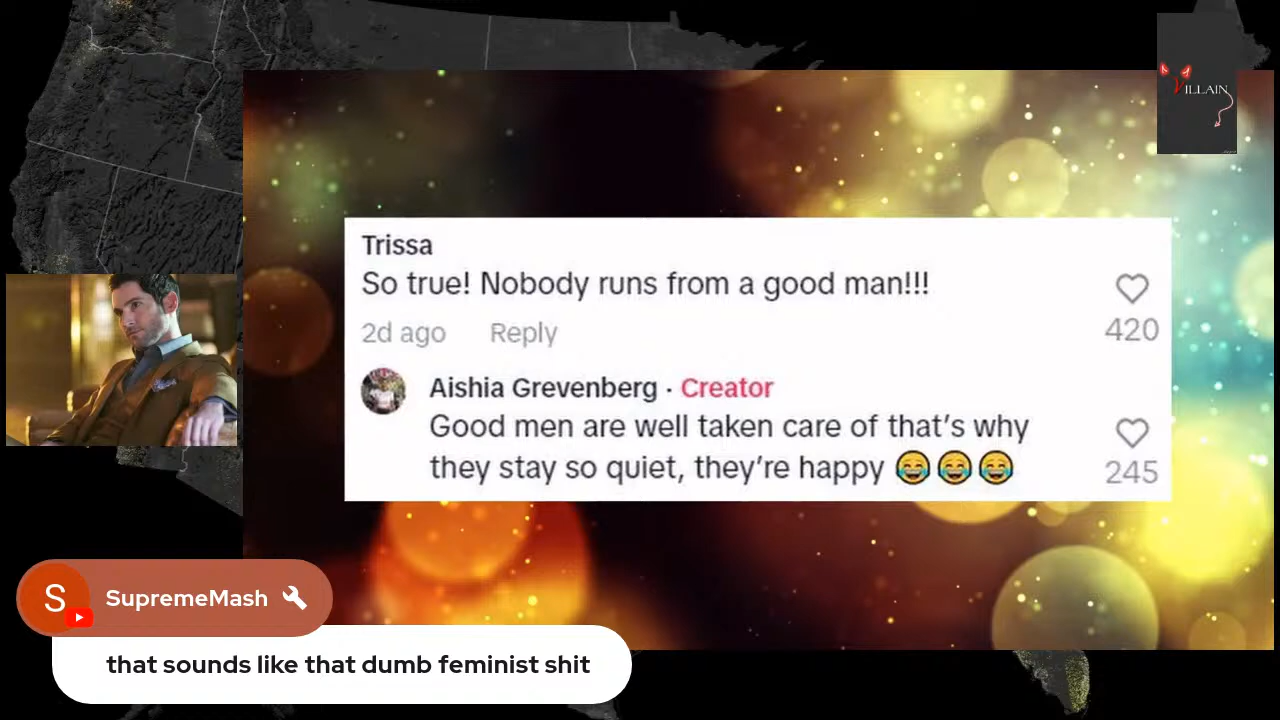 VILLAIN
Trissa
So true! Nobody runs from a good man!!!
420
2d ago Reply
Aishia Grevenberg · Creator
Good men are well taken care of that’s why
they stay so quiet, they’re happy 😂😂😂
245
S SupremeMash
that sounds like that dumb feminist shit